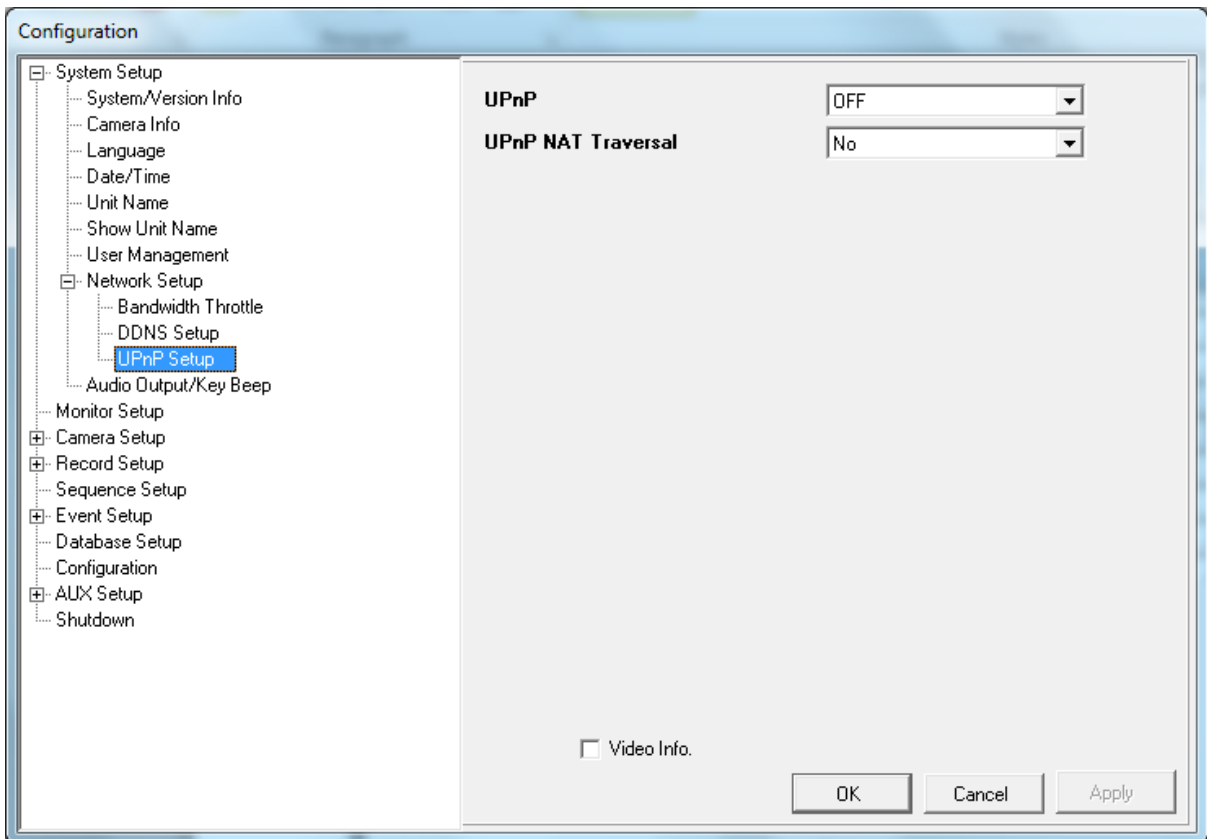 Configuration
System Setup
System/Version Info
Camera Info
Language
Date/Time
Unit Name
Show Unit Name
User Management
Network Setup
Bandwidth Throttle
DDNS Setup
UPnP Setup
Audio Output/Key Beep
Monitor Setup
Camera Setup
Record Setup
Sequence Setup
Event Setup
Database Setup
Configuration
AUX Setup
Shutdown
UPnP OFF
UPnP NAT Traversal No
Video Info.
OK Cancel Apply